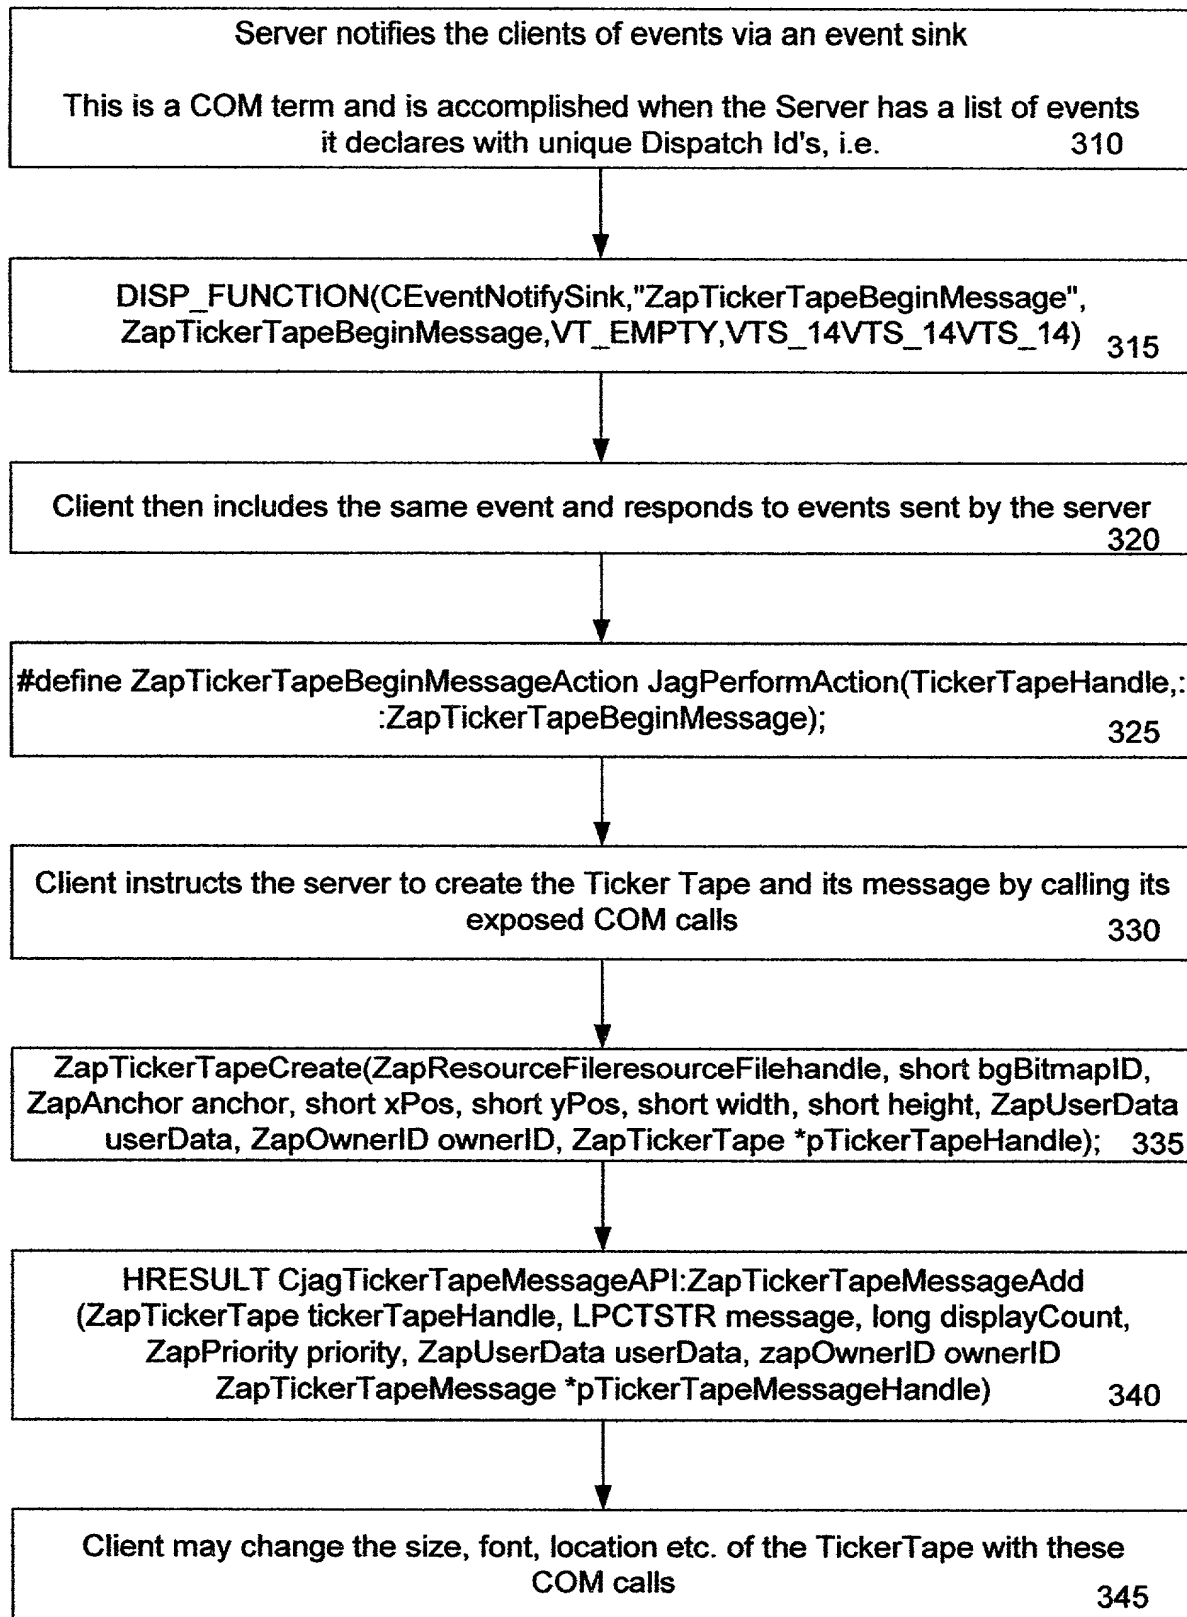 Server notifies the clients of events via an event sink
This is a COM term and is accomplished when the Server has a list of events
it declares with unique Dispatch Id's, i.e.
310
DISP_FUNCTION(CEventNotifySink,"ZapTickerTapeBeginMessage",
ZapTickerTapeBeginMessage,VT_EMPTY,VTS_14VTS_14VTS_14)
315
Client then includes the same event and responds to events sent by the server
320
#define ZapTickerTapeBeginMessageAction JagPerformAction(TickerTapeHandle,:
:ZapTickerTapeBeginMessage);
325
Client instructs the server to create the Ticker Tape and its message by calling its
exposed COM calls
330
ZapTickerTapeCreate(ZapResourceFileresourceFilehandle, short bgBitmapID,
ZapAnchor anchor, short xPos, short yPos, short width, short height, ZapUserData
userData, ZapOwnerID ownerID, ZapTickerTape *pTickerTapeHandle);
335
HRESULT CjagTickerTapeMessageAPI:ZapTickerTapeMessageAdd
(ZapTickerTape tickerTapeHandle, LPCTSTR message, long displayCount,
ZapPriority priority, ZapUserData userData, zapOwnerID ownerID
ZapTickerTapeMessage *pTickerTapeMessageHandle)
340
Client may change the size, font, location etc. of the TickerTape with these
COM calls
345